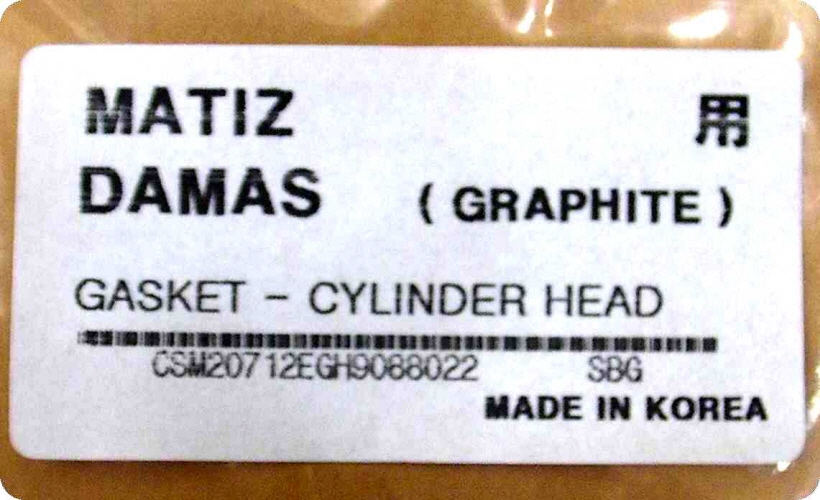 MATIZ 用
DAMAS ( GRAPHITE )
GASKET - CYLINDER HEAD
CSM20712EGH9088022 SBG
MADE IN KOREA